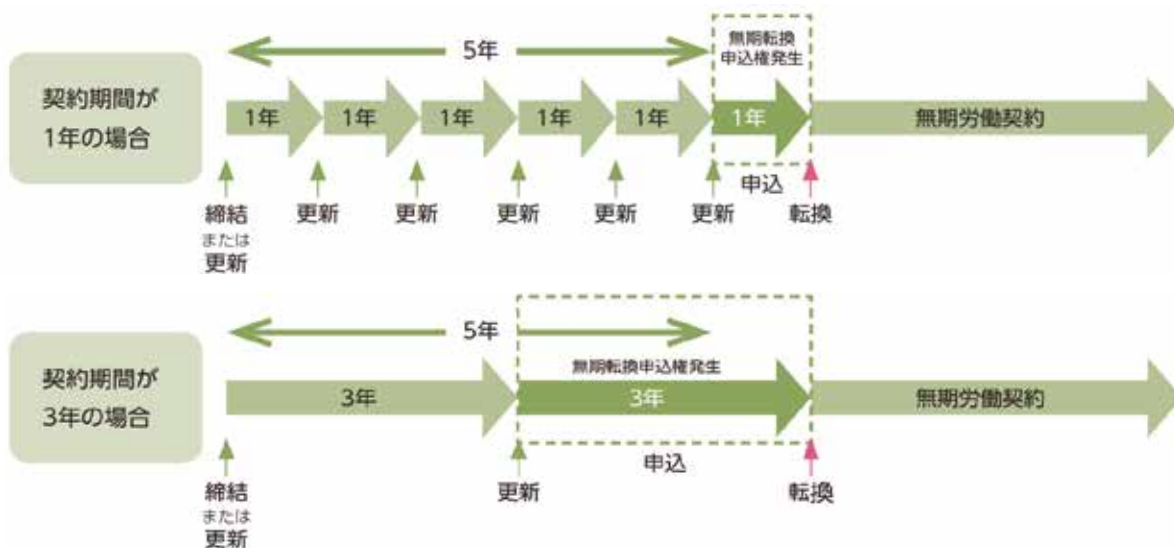 5年
無期転換
申込権発生
契約期間が
1年の場合
1年 1年 1年 1年 1年 1年 無期労働契約
申込
締結 更新 更新 更新 更新 更新 転換
または
更新
5年
無期転換申込権発生
契約期間が
3年の場合
3年 3年 無期労働契約
申込
締結 更新 転換
または
更新